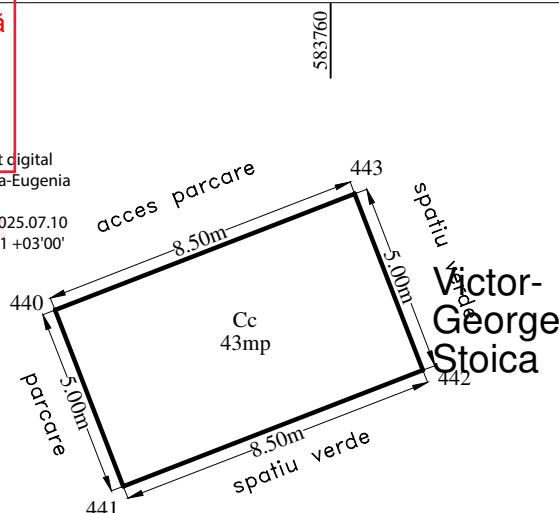 583760
t digital
a-Eugenia
025.07.10
1 +03'00'
acces parcare
443
8.50m
spatiu verde
5.00m
440
Cc
43mp
Victor-
George
Stoica
442
parcare
5.00m
8.50m
spatiu verde
441